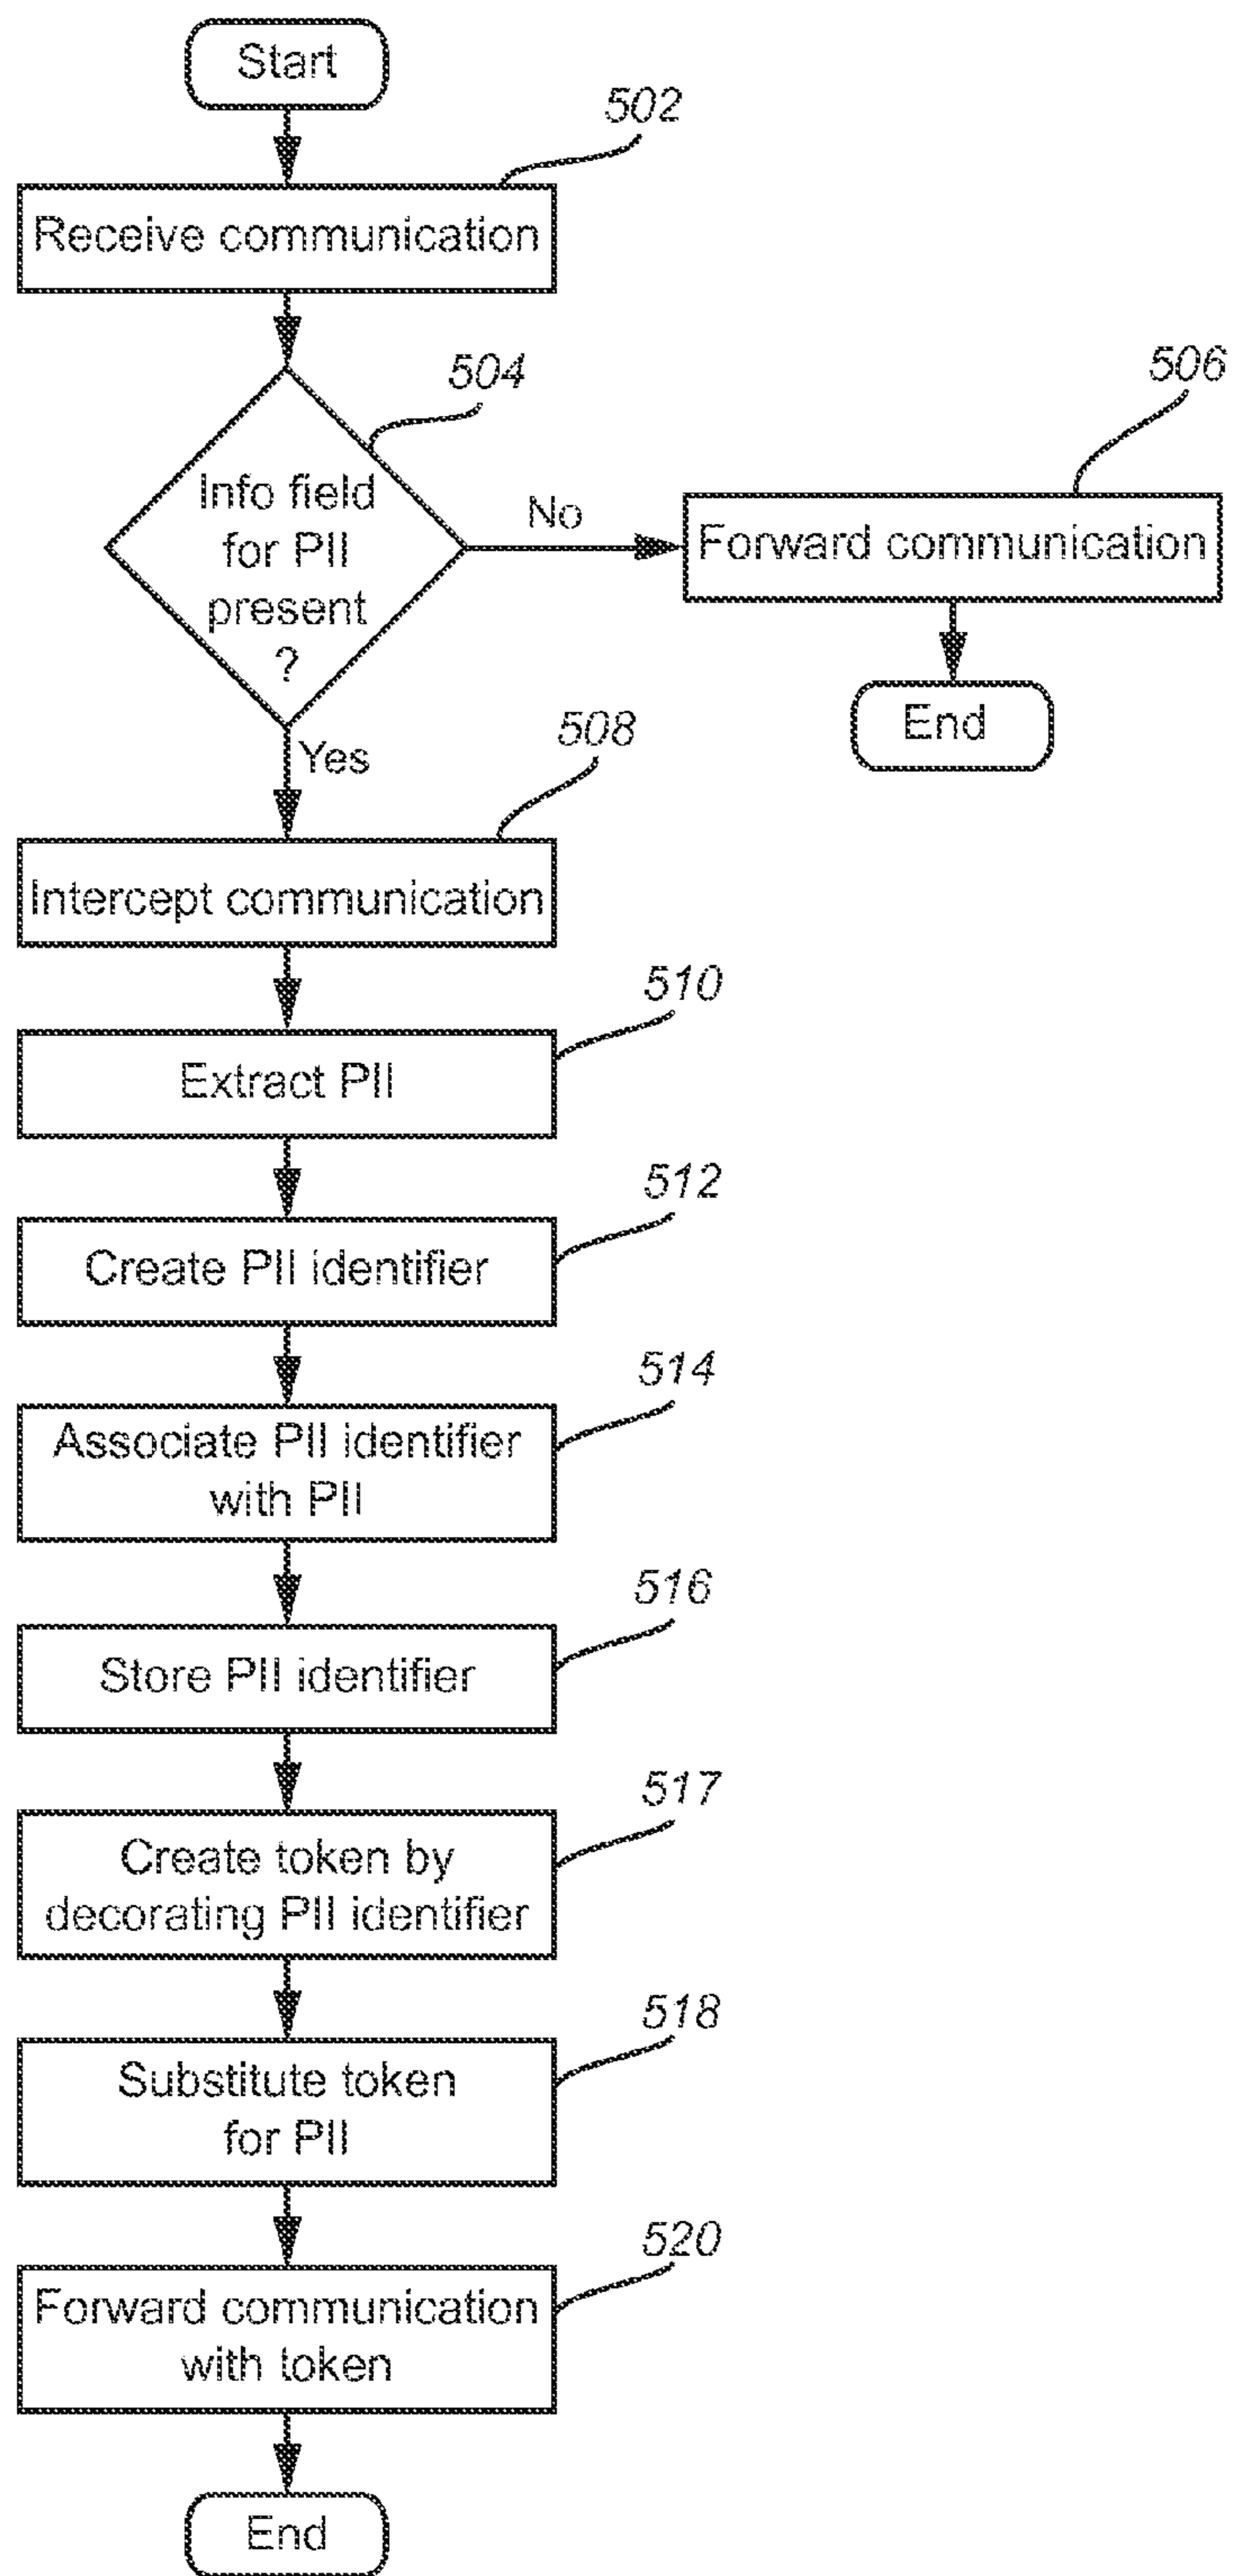 Start
502
Receive communication
504
506
Info field
for PII
present
?
No
Forward communication
End
Yes
508
Intercept communication
510
Extract PII
512
Create PII identifier
514
Associate PII identifier
with PII
516
Store PII identifier
517
Create token by
decorating PII identifier
518
Substitute token
for PII
520
Forward communication
with token
End